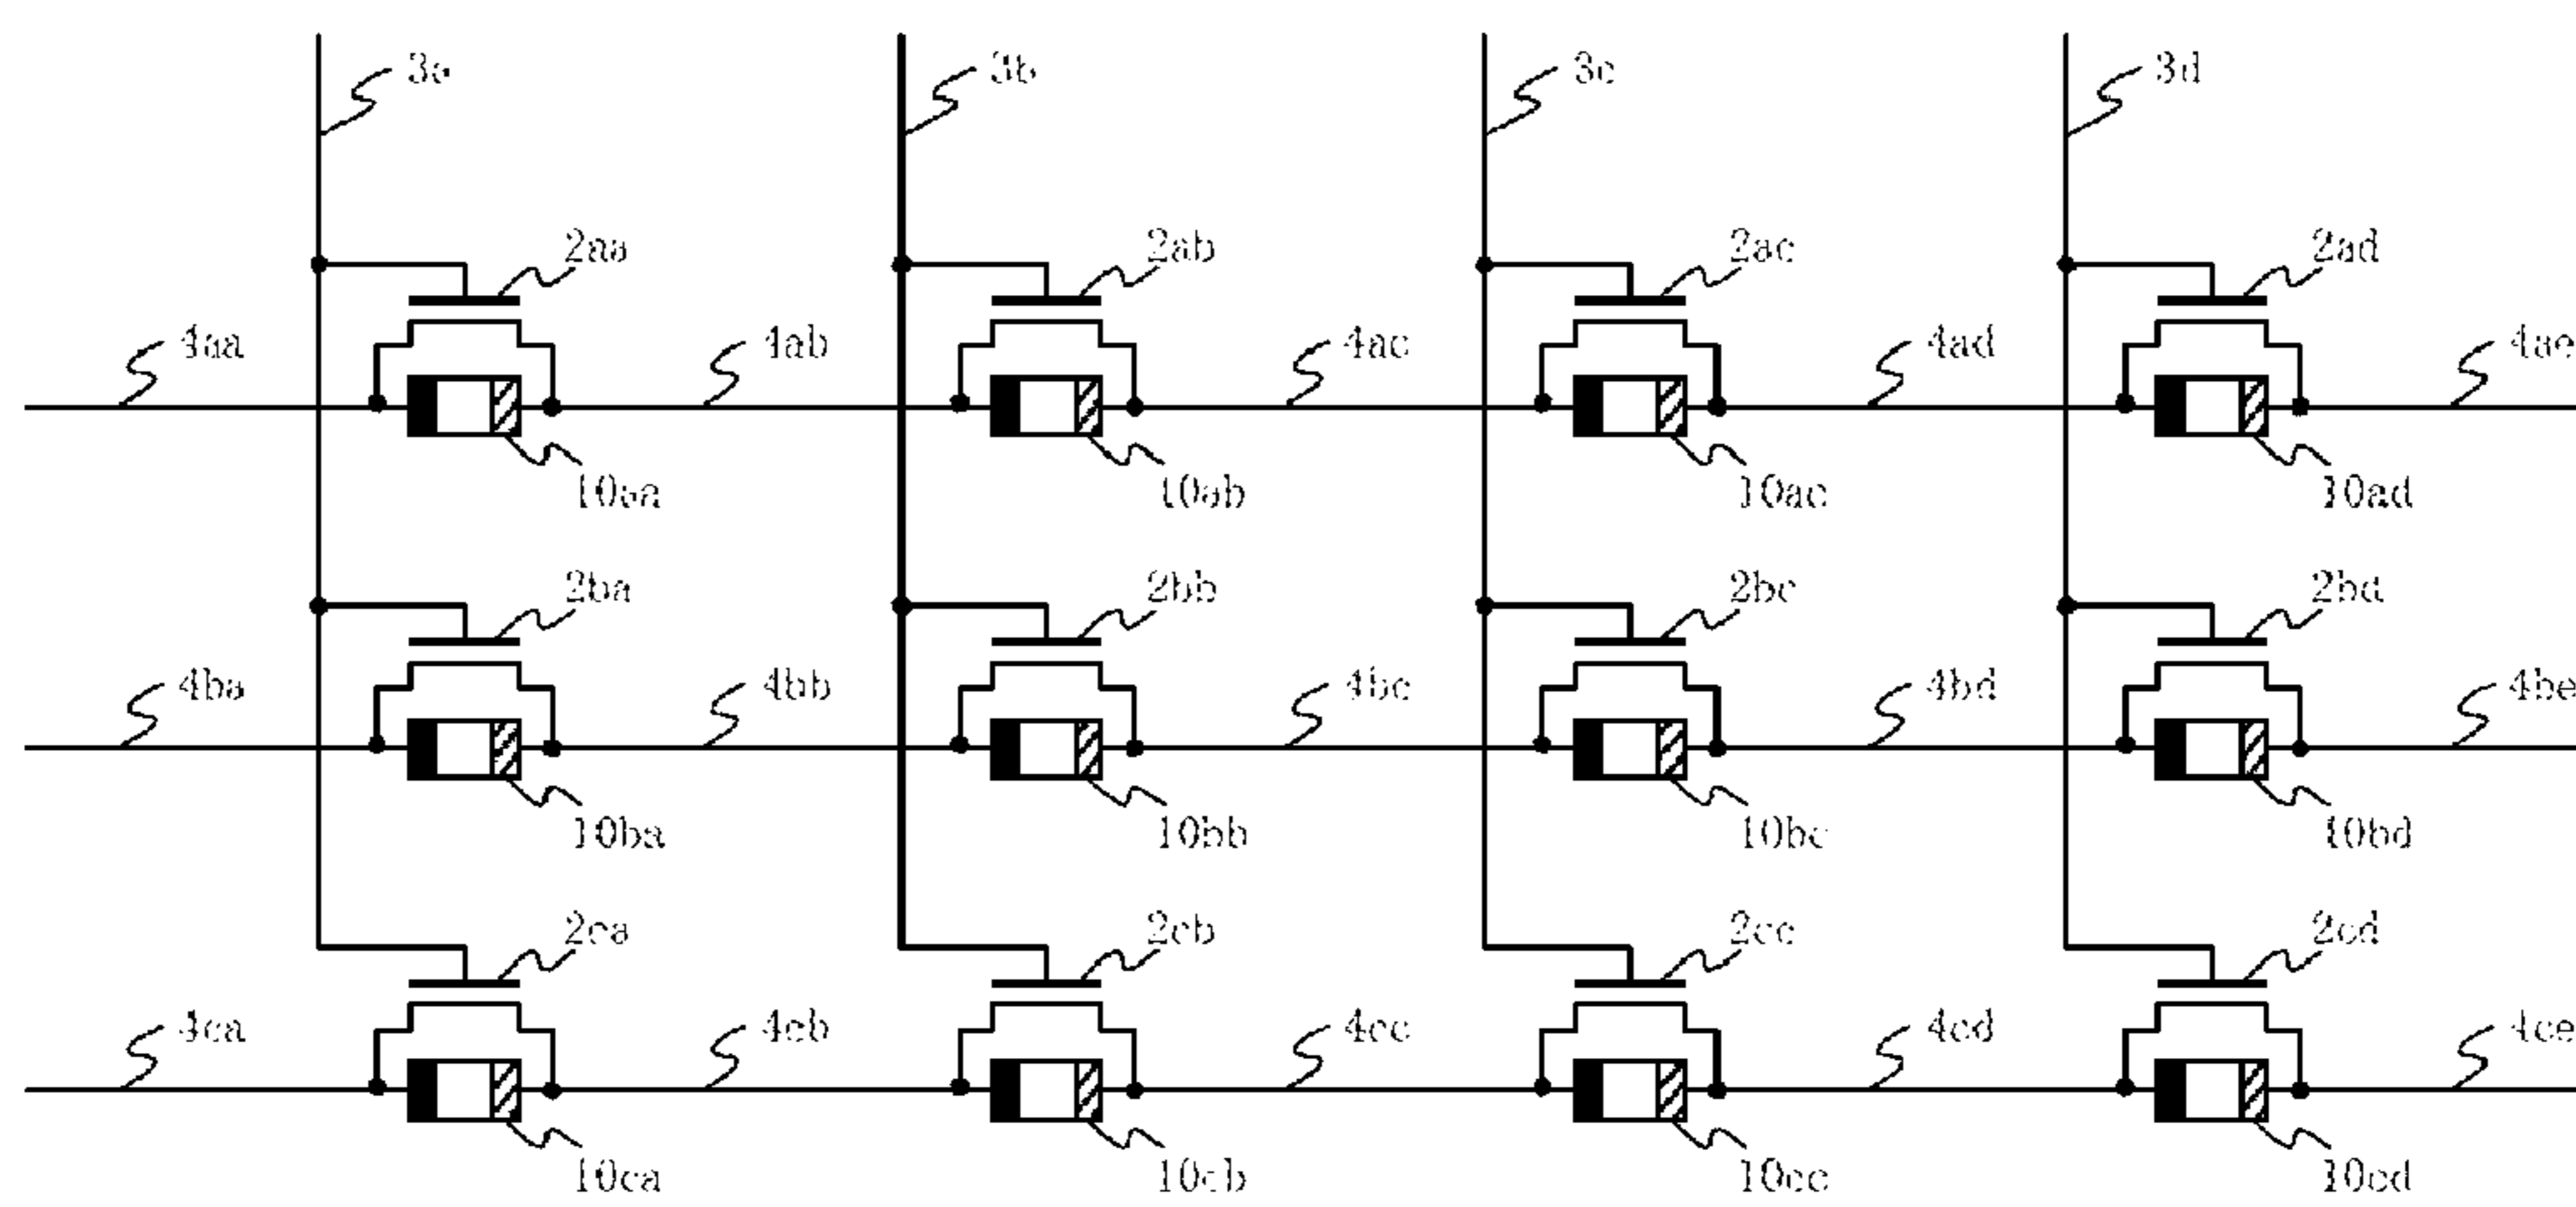 3a 3b 3c 3d
2aa 2ab 2ac 2ad
4aa 4ab 4ac 4ad 4ae
10aa 10ab 10ac 10ad
2ba 2bb 2bc 2bd
4ba 4bb 4bc 4bd 4be
10ba 10bb 10bc 10bd
2ca 2cb 2cc 2cd
4ca 4cb 4cc 4cd 4ce
10ca 10cb 10cc 10cd